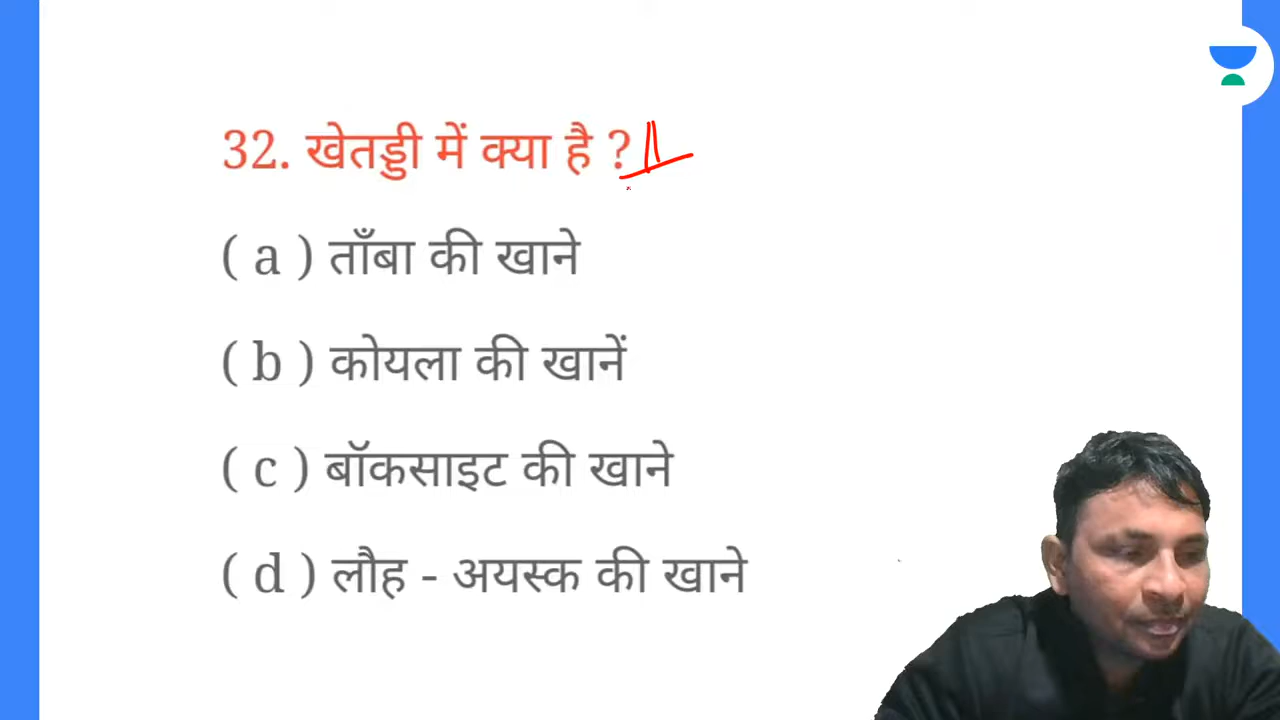 32. खेतड्डी में क्या है ?
( a ) ताँबा की खाने
( b ) कोयला की खानें
( c ) बॉकसाइट की खाने
( d ) लौह - अयस्क की खाने